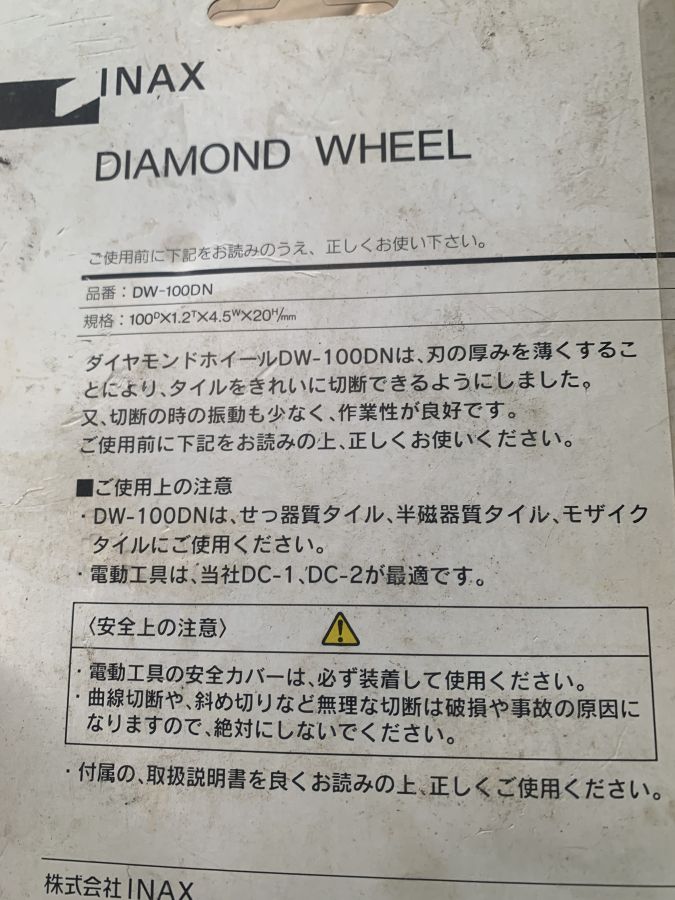 INAX
DIAMOND WHEEL
ご使用前に下記をお読みのうえ、正しくお使い下さい。
品番：DW-100DN
規格：100ᴰ×1.2ᵀ×4.5ᵂ×20ᴴ/mm
ダイヤモンドホイールDW-100DNは、刃の厚みを薄くするこ
とにより、タイルをきれいに切断できるようにしました。
又、切断の時の振動も少なく、作業性が良好です。
ご使用前に下記をお読みの上、正しくお使いください。
■ご使用上の注意
・DW-100DNは、せっ器質タイル、半磁器質タイル、モザイク
タイルにご使用ください。
・電動工具は、当社DC-1、DC-2が最適です。
〈安全上の注意〉
・電動工具の安全カバーは、必ず装着して使用ください。
・曲線切断や、斜め切りなど無理な切断は破損や事故の原因に
なりますので、絶対にしないでください。
・付属の、取扱説明書を良くお読みの上、正しくご使用ください。
株式会社INAX